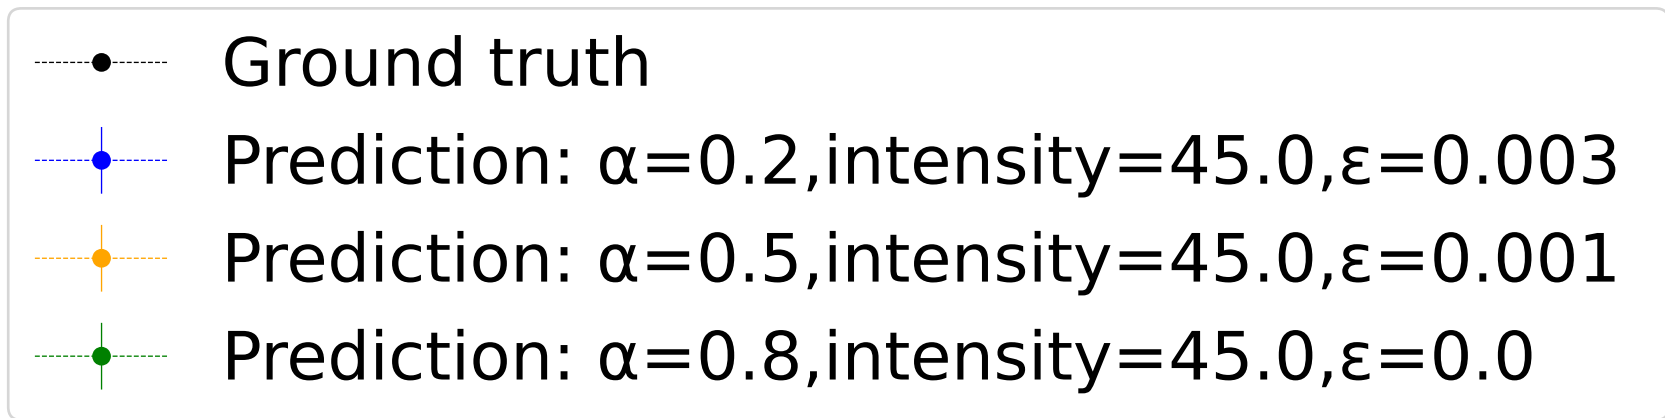 Ground truth
Prediction: α=0.2,intensity=45.0,ε=0.003
Prediction: α=0.5,intensity=45.0,ε=0.001
Prediction: α=0.8,intensity=45.0,ε=0.0